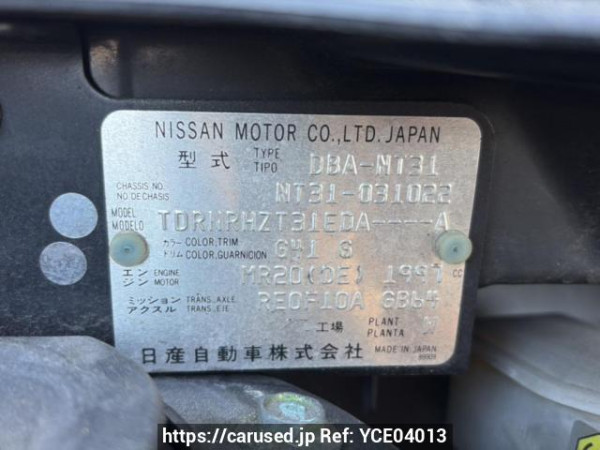 NISSAN MOTOR CO.,LTD. JAPAN
型式 TYPE TIPO DBA-NT31
CHASSIS NO. NO DE CHASIS NT31-031022
MODEL MODELO TDRNRHZT31EDA----A
カラー COLOR,TRIM
トリム COLOR,GUARNICION G41 S
エンジン ENGINE MOTOR MR20(DE) 1997 CC
ミッション TRANS. AXLE
アクスル TRANS. EJE RE0F10A GB64
工場 PLANT PLANTA
日産自動車株式会社 MADE IN JAPAN
https://carused.jp Ref: YCE04013